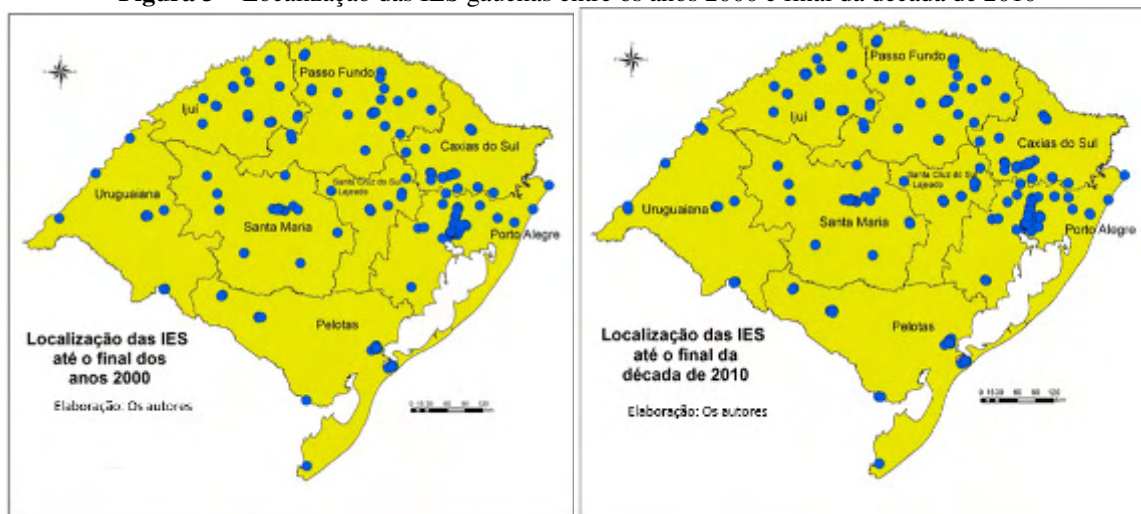 Figura 3 – Localização das IES gaúchas entre os anos 2000 e final da década de 2010
Passo Fundo
Ijuí
Caxias do Sul
Uruguaiana
Santa Cruz do Sul
Lajeado
Santa Maria
Porto Alegre
Pelotas
Localização das IES
até o final dos
anos 2000
Elaboração: Os autores
Passo Fundo
Ijuí
Caxias do Sul
Uruguaiana
Santa Cruz do Sul
Lajeado
Santa Maria
Porto Alegre
Pelotas
Localização das IES
até o final da
década de 2010
Elaboração: Os autores